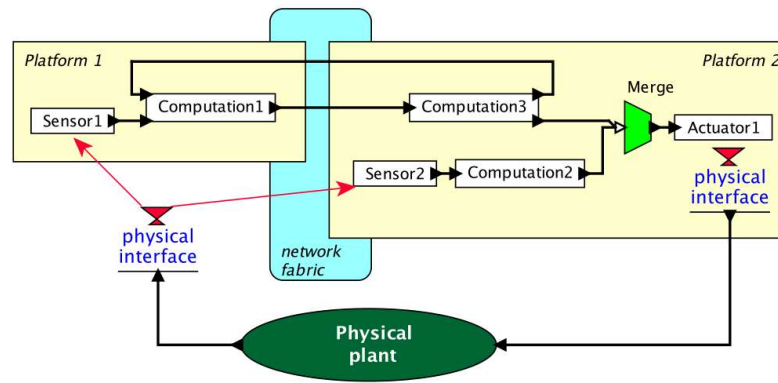 Platform 1
Platform 2
Merge
Sensor1
Computation1
Computation3
Actuator1
Sensor2
Computation2
physical
interface
physical
interface
network
fabric
Physical
plant